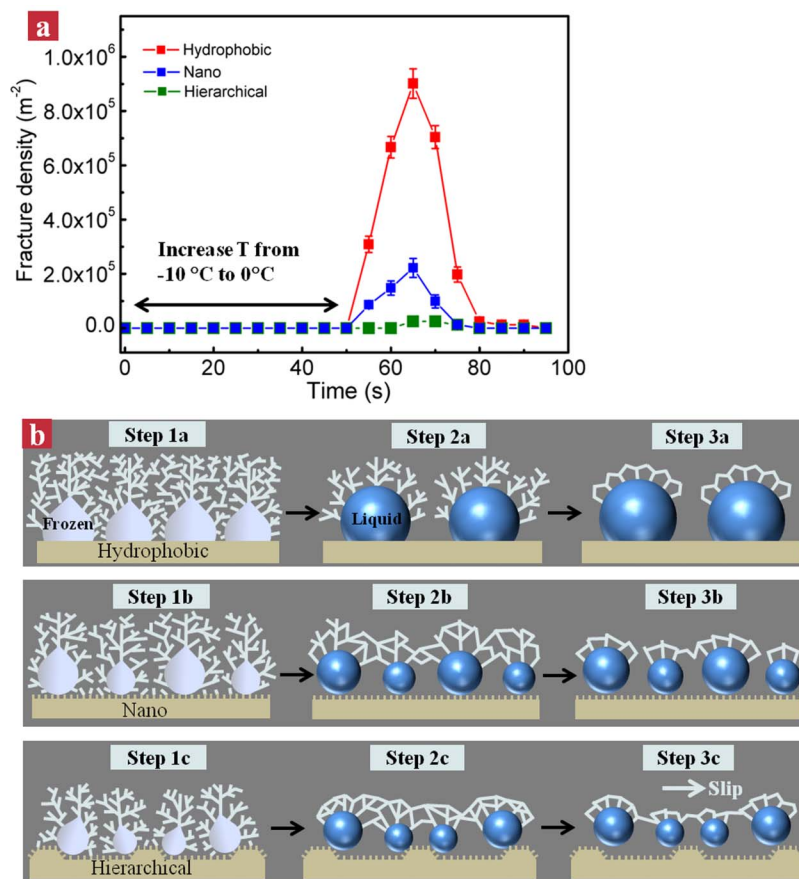 a
Fracture density (m⁻²)
1.0x10⁶
8.0x10⁵
6.0x10⁵
4.0x10⁵
2.0x10⁵
0.0
Hydrophobic
Nano
Hierarchical
Increase T from
-10 °C to 0°C
0 20 40 60 80 100
Time (s)
b
Step 1a Step 2a Step 3a
Frozen Liquid
Hydrophobic
Step 1b Step 2b Step 3b
Nano
Step 1c Step 2c Step 3c
Slip
Hierarchical